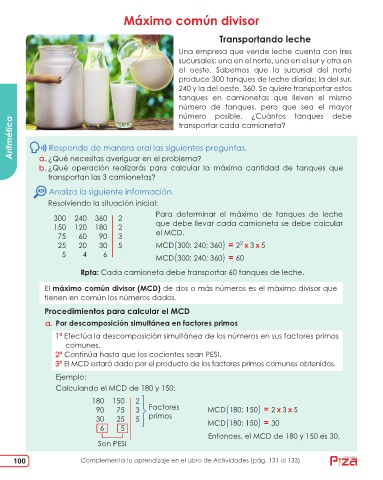 Máximo común divisor
Transportando leche
Una empresa que vende leche cuenta con tres
sucursales: una en el norte, una en el sur y otra en
el oeste. Sabemos que la sucursal del norte
produce 300 tanques de leche diarias; la del sur,
240 y la del oeste, 360. Se quiere transportar estos
tanques en camionetas que lleven el mismo
número de tanques, pero que sea el mayor
número posible. ¿Cuántos tanques debe
transportar cada camioneta?
Aritmética
Responde de manera oral las siguientes preguntas.
a. ¿Qué necesitas averiguar en el problema?
b. ¿Qué operación realizarás para calcular la máxima cantidad de tanques que
transportan las 3 camionetas?
Analiza la siguiente información.
Resolviendo la situación inicial:
300 240 360 2
150 120 180 2
75 60 90 3
25 20 30 5
5 4 6
Para determinar el máximo de tanques de leche
que debe llevar cada camioneta se debe calcular
el MCD.
MCD(300; 240; 360) = 2² x 3 x 5
MCD(300; 240; 360) = 60
Rpta: Cada camioneta debe transportar 60 tanques de leche.
El máximo común divisor (MCD) de dos o más números es el máximo divisor que
tienen en común los números dados.
Procedimientos para calcular el MCD
a. Por descomposición simultánea en factores primos
1º Efectúa la descomposición simultánea de los números en sus factores primos
comunes.
2º Continúa hasta que los cocientes sean PESI.
3º El MCD estará dado por el producto de los factores primos comunes obtenidos.
Ejemplo:
Calculando el MCD de 180 y 150:
180 150 2
90 75 3
30 25 5
6 5
Factores
primos
Son PESI
MCD(180; 150) = 2 x 3 x 5
MCD(180; 150) = 30
Entonces, el MCD de 180 y 150 es 30.
100
Complementa tu aprendizaje en el Libro de Actividades (pág. 131 al 133)
Pizza